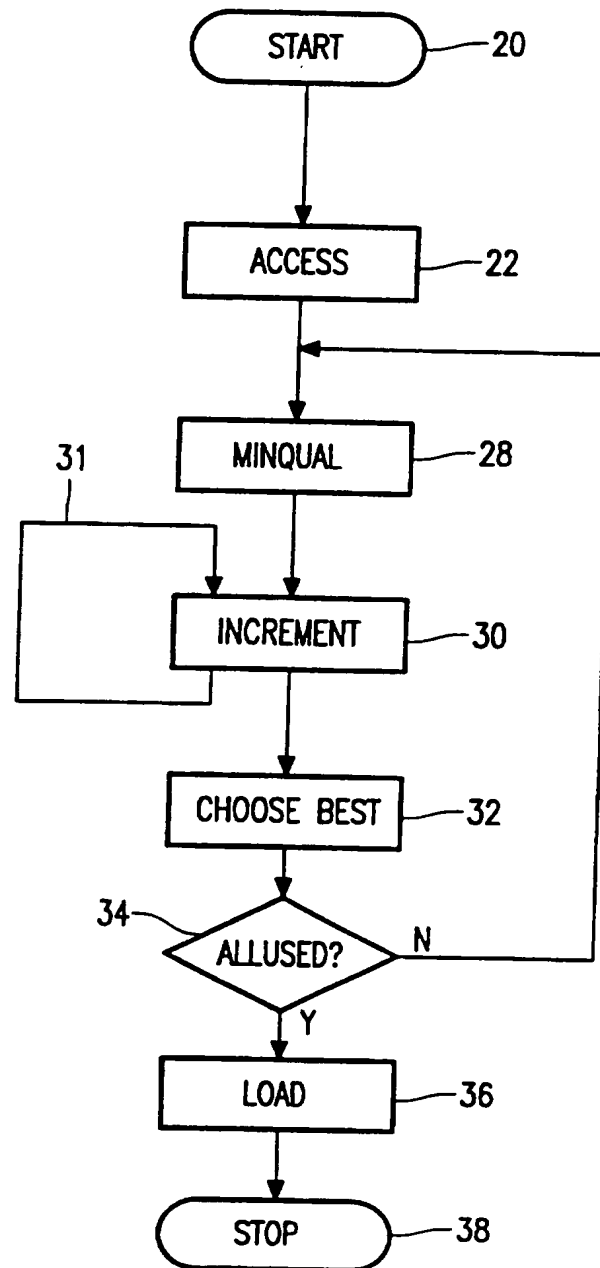 START 20
ACCESS 22
MINQUAL 28
31
INCREMENT 30
CHOOSE BEST 32
34
ALLUSED? N
Y
LOAD 36
STOP 38